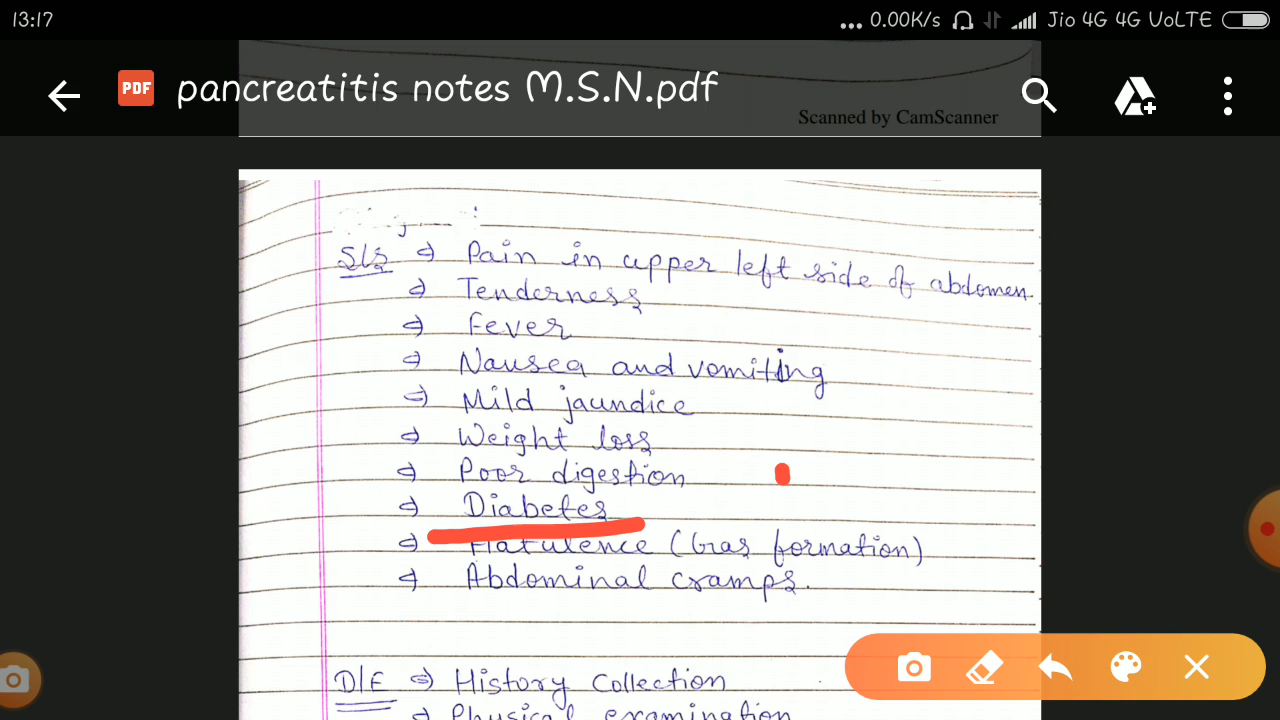 13:17
... 0.00K/s Jio 4G 4G VoLTE
PDF pancreatitis notes M.S.N.pdf
Scanned by CamScanner
S/S ⇒ Pain in upper left side of abdomen.
⇒ Tenderness
⇒ Fever
⇒ Nausea and vomiting
⇒ Mild jaundice
⇒ Weight loss
⇒ Poor digestion
⇒ Diabetes
⇒ Flatulence (Gas formation)
⇒ Abdominal cramps.
D/E ⇒ History Collection
⇒ Physical examination